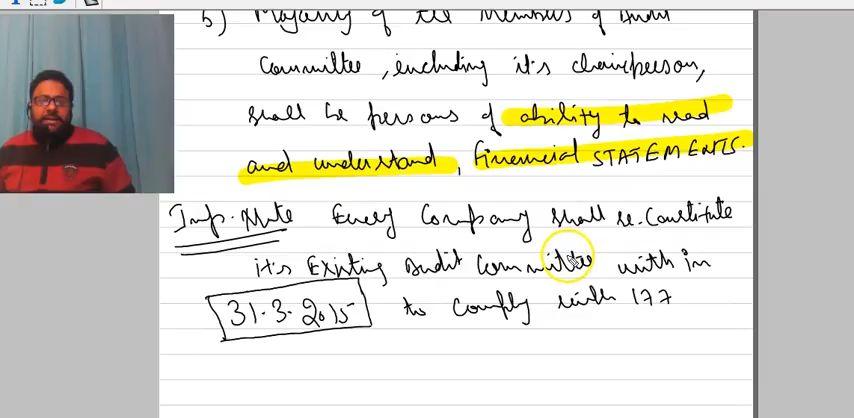 b) Majority of the Members of Audit
Committee, including it's chairperson,
shall be persons of ability to read
and understand, Financial STATEMENTS.
Imp. Note Every Company shall re-Constitute
it's Existing Audit Committee with in
31.3.2015 to comply with 177